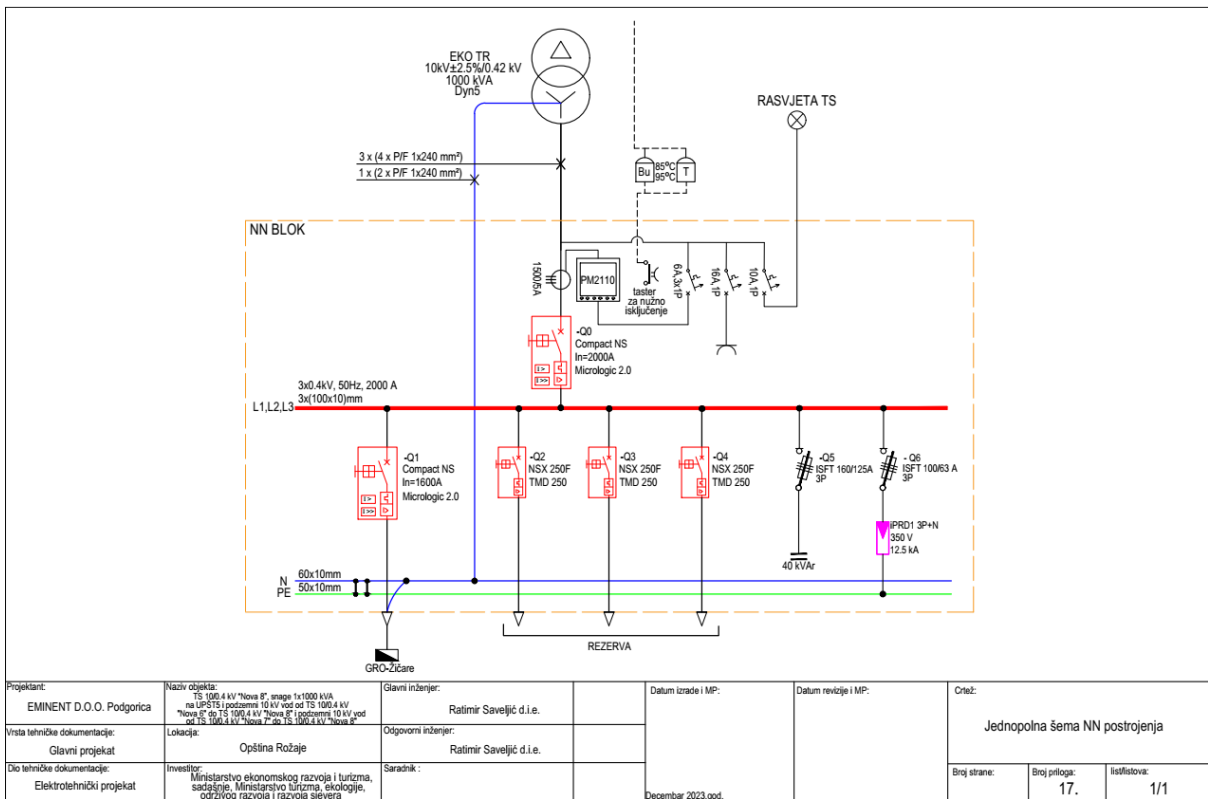 EKO TR
10kV±2.5%/0.42 kV
1000 kVA
Dyn5
RASVJETA TS
3 x (4 x P/F 1x240 mm²)
1 x (2 x P/F 1x240 mm²)
Bu
85°C
95°C
T
NN BLOK
1500/5A
PM2110
taster
za nužno
isključenje
6A,3x1P
16A,1P
10A,1P
-Q0
Compact NS
In=2000A
Micrologic 2.0
I >
I >>
3x0.4kV, 50Hz, 2000 A
L1,L2,L3
3x(100x10)mm
-Q1
Compact NS
In=1600A
Micrologic 2.0
I >
I >>
-Q2
NSX 250F
TMD 250
-Q3
NSX 250F
TMD 250
-Q4
NSX 250F
TMD 250
-Q5
ISFT 160/125A
3P
- Q6
ISFT 100/63 A
3P
iPRD1 3P+N
350 V
12.5 kA
40 kVAr
N
60x10mm
PE
50x10mm
REZERVA
GRO-Žičare
Projektant:
EMINENT D.O.O. Podgorica
Naziv objekta:
TS 10/0.4 kV "Nova 8", snage 1x1000 kVA
na UPŠT5 i podzemni 10 kV vod od TS 10/0.4 kV
"Nova 6" do TS 10/0.4 kV "Nova 8" i podzemni 10 kV vod
od TS 10/0.4 kV "Nova 7" do TS 10/0.4 kV "Nova 8"
Glavni inženjer:
Ratimir Saveljić d.i.e.
Datum izrade i MP:
Decembar 2023.god.
Datum revizije i MP:
Crtež:
Jednopolna šema NN postrojenja
Vrsta tehničke dokumentacije:
Glavni projekat
Lokacija:
Opština Rožaje
Odgovorni inženjer:
Ratimir Saveljić d.i.e.
Dio tehničke dokumentacije:
Elektrotehnički projekat
Investitor:
Ministarstvo ekonomskog razvoja i turizma,
sadašnje, Ministarstvo turizma, ekologije,
održivog razvoja i razvoja sjevera
Saradnik :
Broj strane:
Broj priloga:
17.
list/listova:
1/1